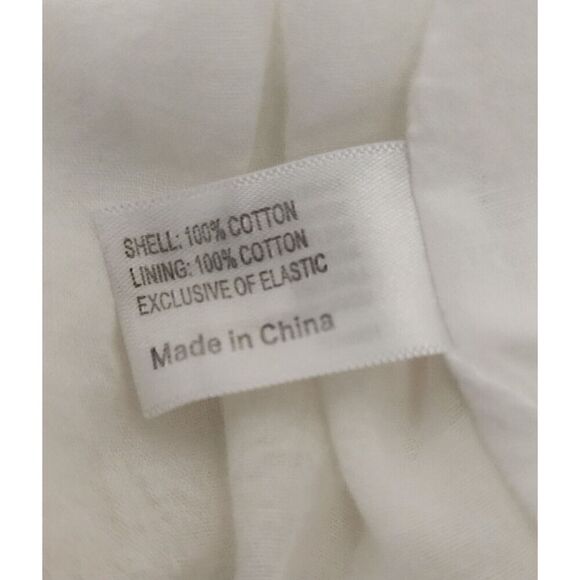 SHELL: 100% COTTON
LINING: 100% COTTON
EXCLUSIVE OF ELASTIC
Made in China